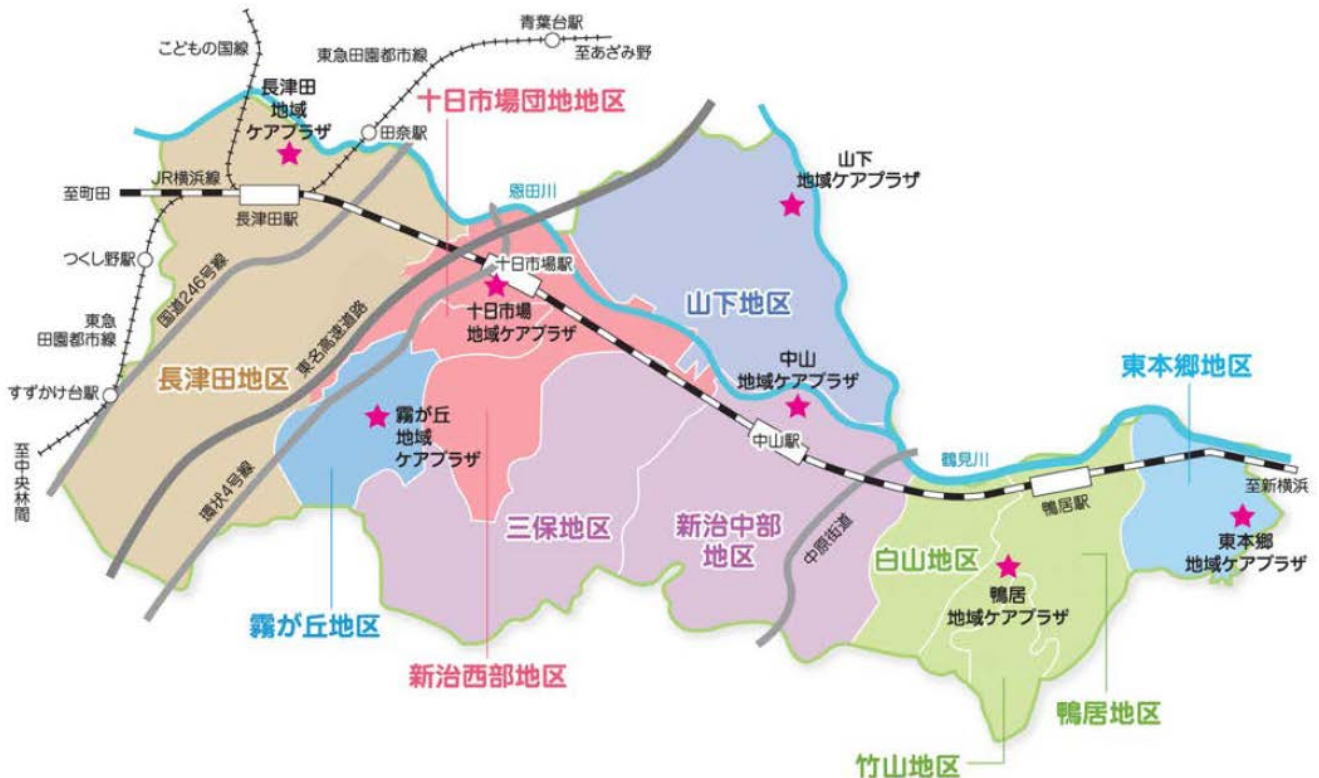 青葉台駅
こどもの国線
東急田園都市線
至あざみ野
長津田
地域
ケアプラザ
十日市場団地地区
田奈駅
山下
地域ケアプラザ
JR横浜線
至町田
恩田川
長津田駅
つくし野駅
国道246号線
十日市場駅
山下地区
十日市場
地域ケアプラザ
東急
田園都市線
東名高速道路
中山
地域ケアプラザ
東本郷地区
長津田地区
すずかけ台駅
霧が丘
地域
ケアプラザ
中山駅
至中央林間
環状4号線
鶴見川
至新横浜
鴨居駅
三保地区
新治中部
地区
中原街道
白山地区
東本郷
地域ケアプラザ
鴨居
地域ケアプラザ
霧が丘地区
新治西部地区
鴨居地区
竹山地区